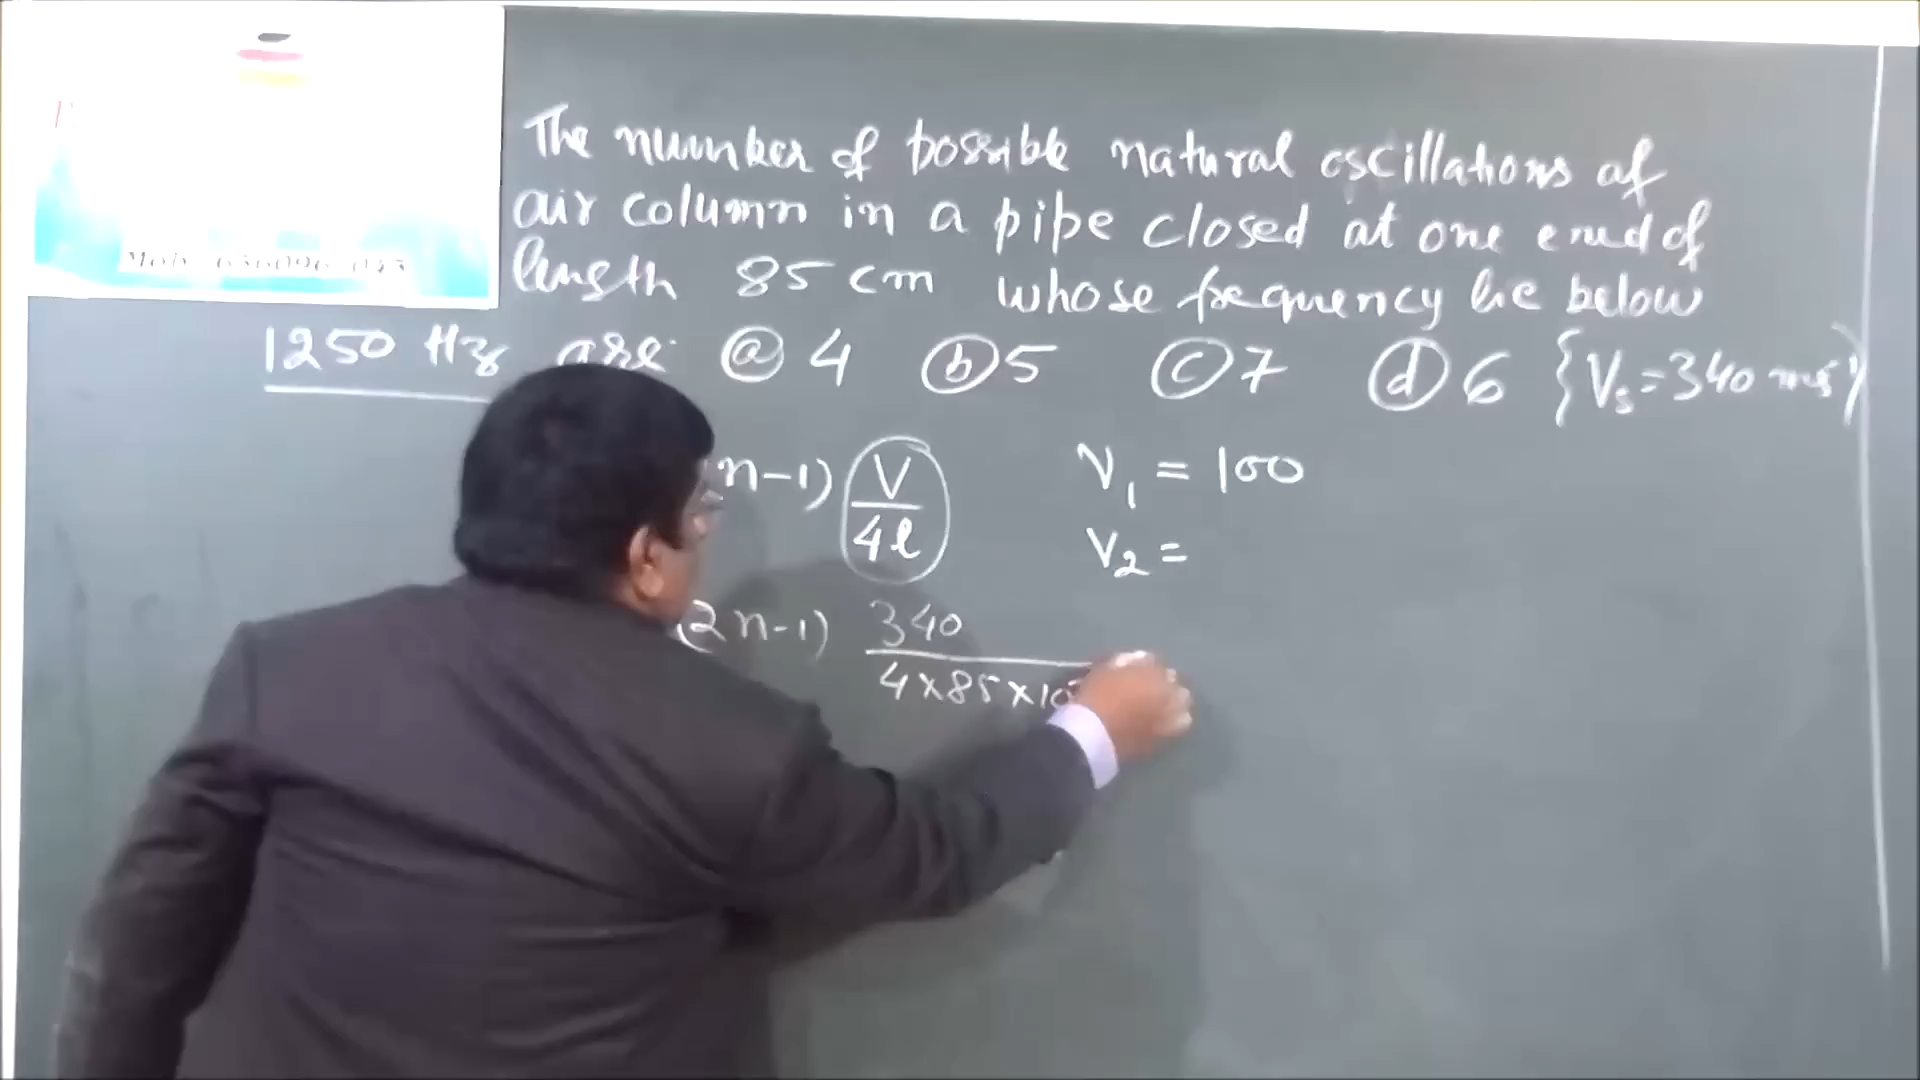 The number of possible natural oscillations of
air column in a pipe closed at one end of
length 85 cm whose frequency lie below
1250 Hz are @ 4 ⓑ 5 ⓒ 7 ⓓ 6 {Vs = 340 ms⁻¹}
n-1) V/4l
ν₁ = 100
ν₂ =
(2n-1) 340/4×85×10